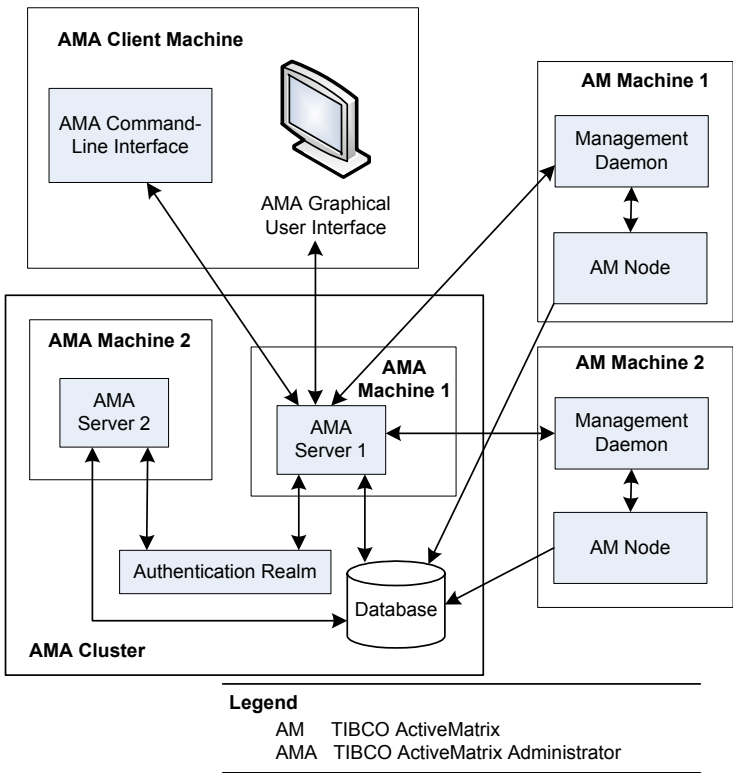 AMA Client Machine
AMA Command-
Line Interface
AMA Graphical
User Interface
AM Machine 1
Management
Daemon
AM Node
AMA Machine 2
AMA
Server 2
AMA
Machine 1
AMA
Server 1
AM Machine 2
Management
Daemon
AM Node
Authentication Realm
Database
AMA Cluster
Legend
AM TIBCO ActiveMatrix
AMA TIBCO ActiveMatrix Administrator